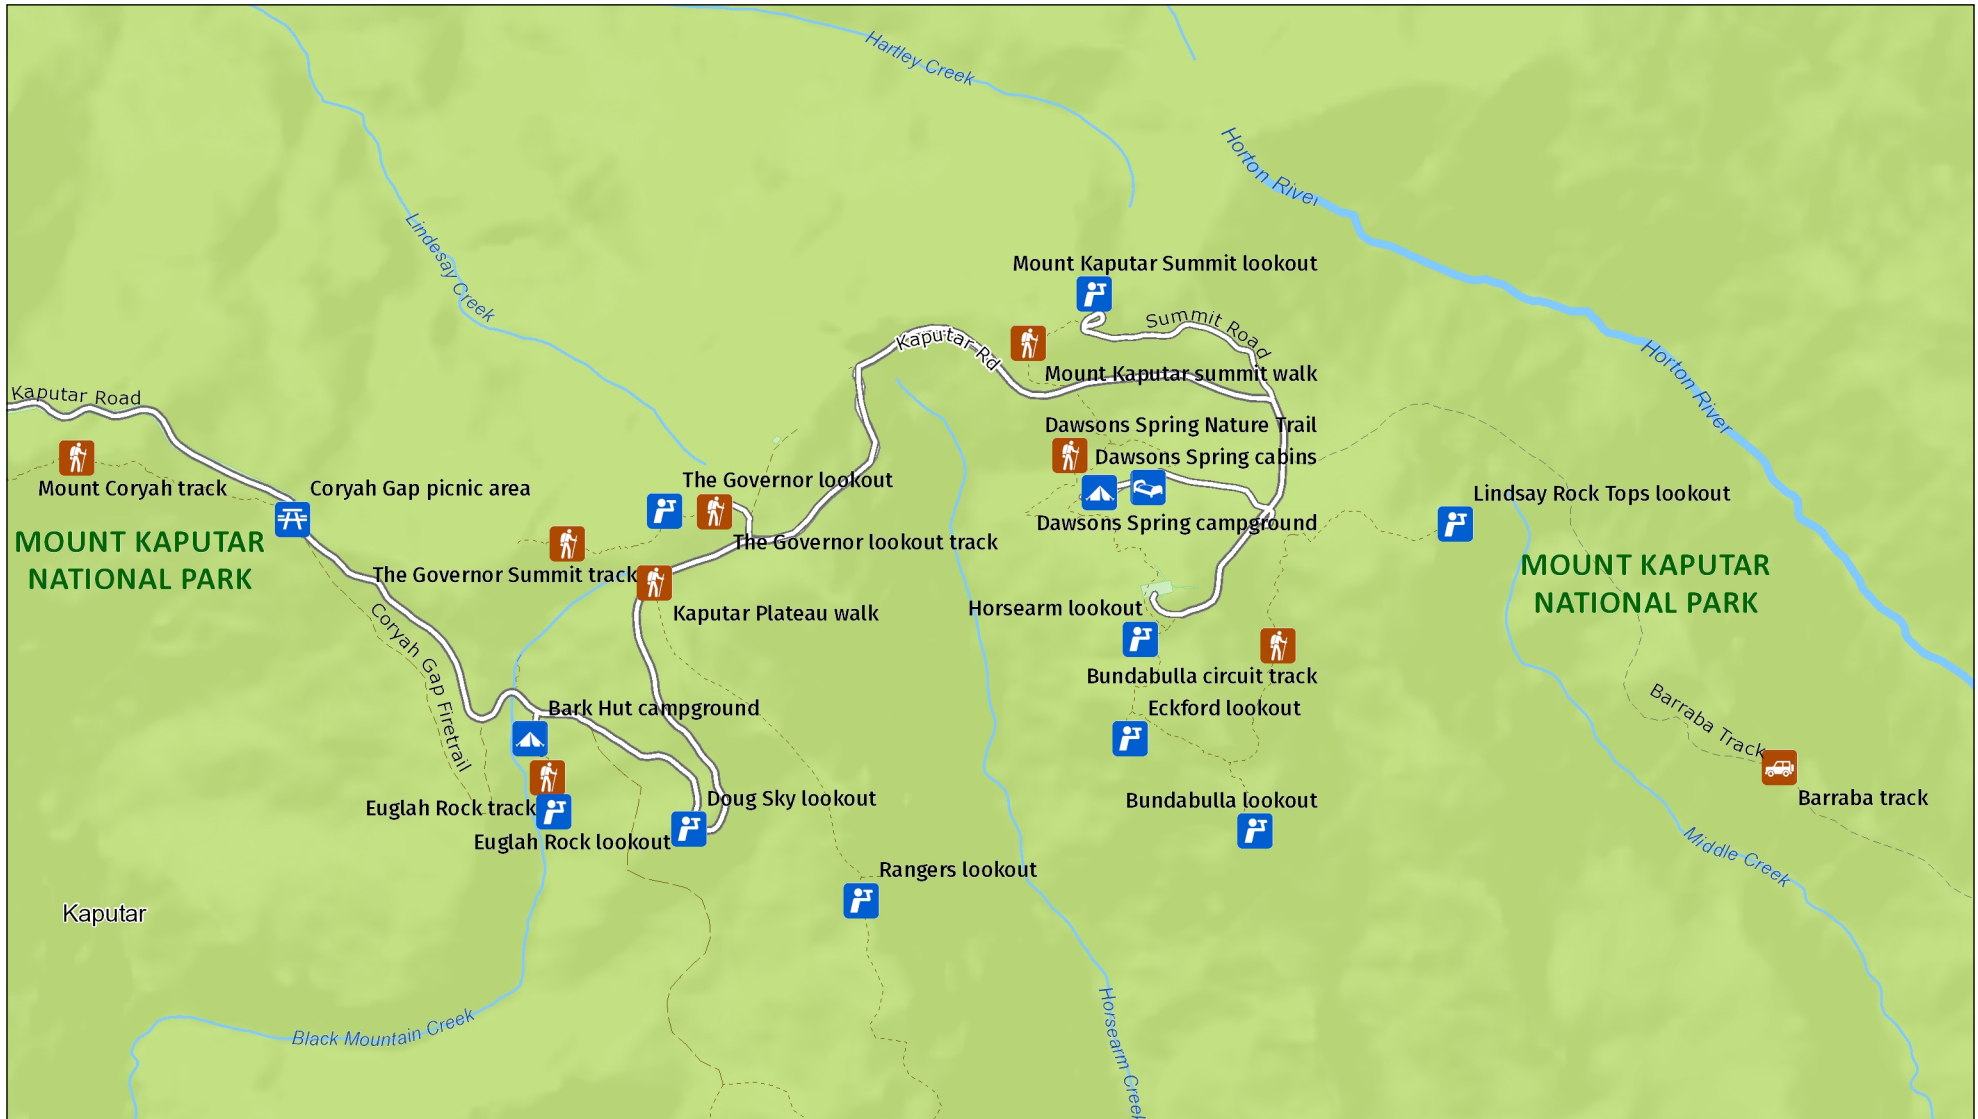 Hartley Creek
Horton River
Lindesay Creek
Mount Kaputar Summit lookout
Summit Road
Kaputar Rd
Horton River
Mount Kaputar summit walk
Kaputar Road
Dawsons Spring Nature Trail
Dawsons Spring cabins
Mount Coryah track
Coryah Gap picnic area
The Governor lookout
Lindsay Rock Tops lookout
Dawsons Spring campground
MOUNT KAPUTAR
NATIONAL PARK
The Governor lookout track
The Governor Summit track
MOUNT KAPUTAR
NATIONAL PARK
Kaputar Plateau walk
Horsearm lookout
Coryah Gap Firetrail
Bundabulla circuit track
Bark Hut campground
Eckford lookout
Barraba Track
Euglah Rock track
Doug Sky lookout
Bundabulla lookout
Barraba track
Euglah Rock lookout
Rangers lookout
Middle Creek
Kaputar
Black Mountain Creek
Horsearm Creek